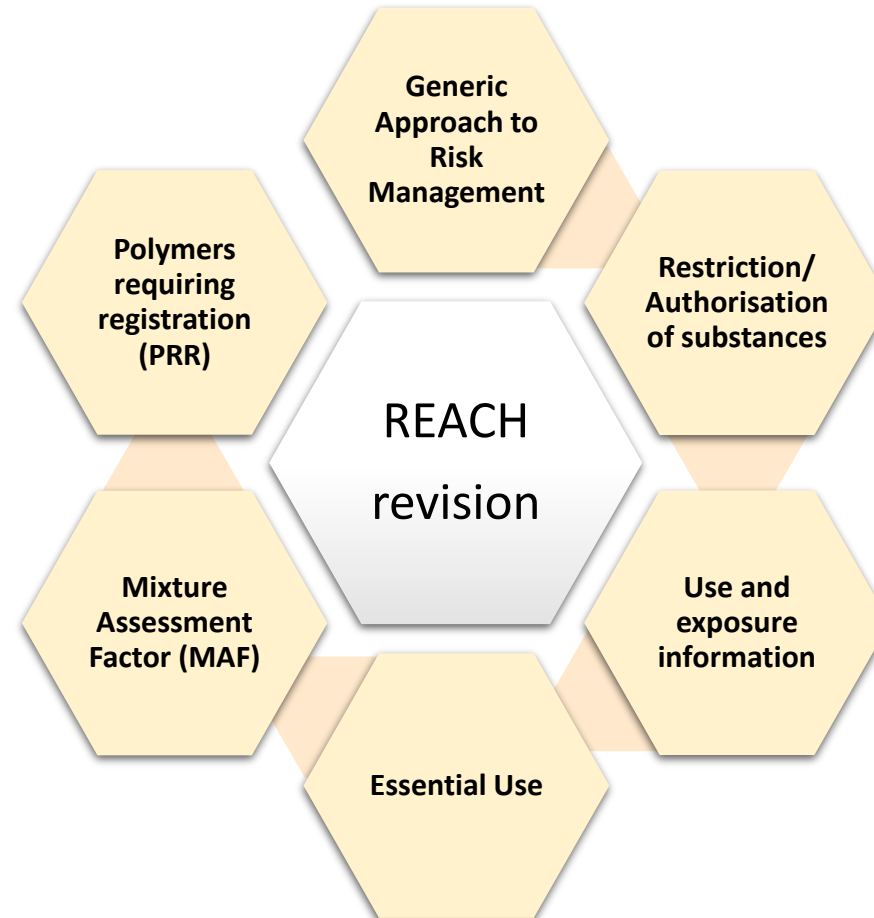 Generic
Approach to
Risk
Management
Restriction/
Authorisation
of substances
Use and
exposure
information
Essential Use
Mixture
Assessment
Factor (MAF)
Polymers
requiring
registration
(PRR)
REACH
revision